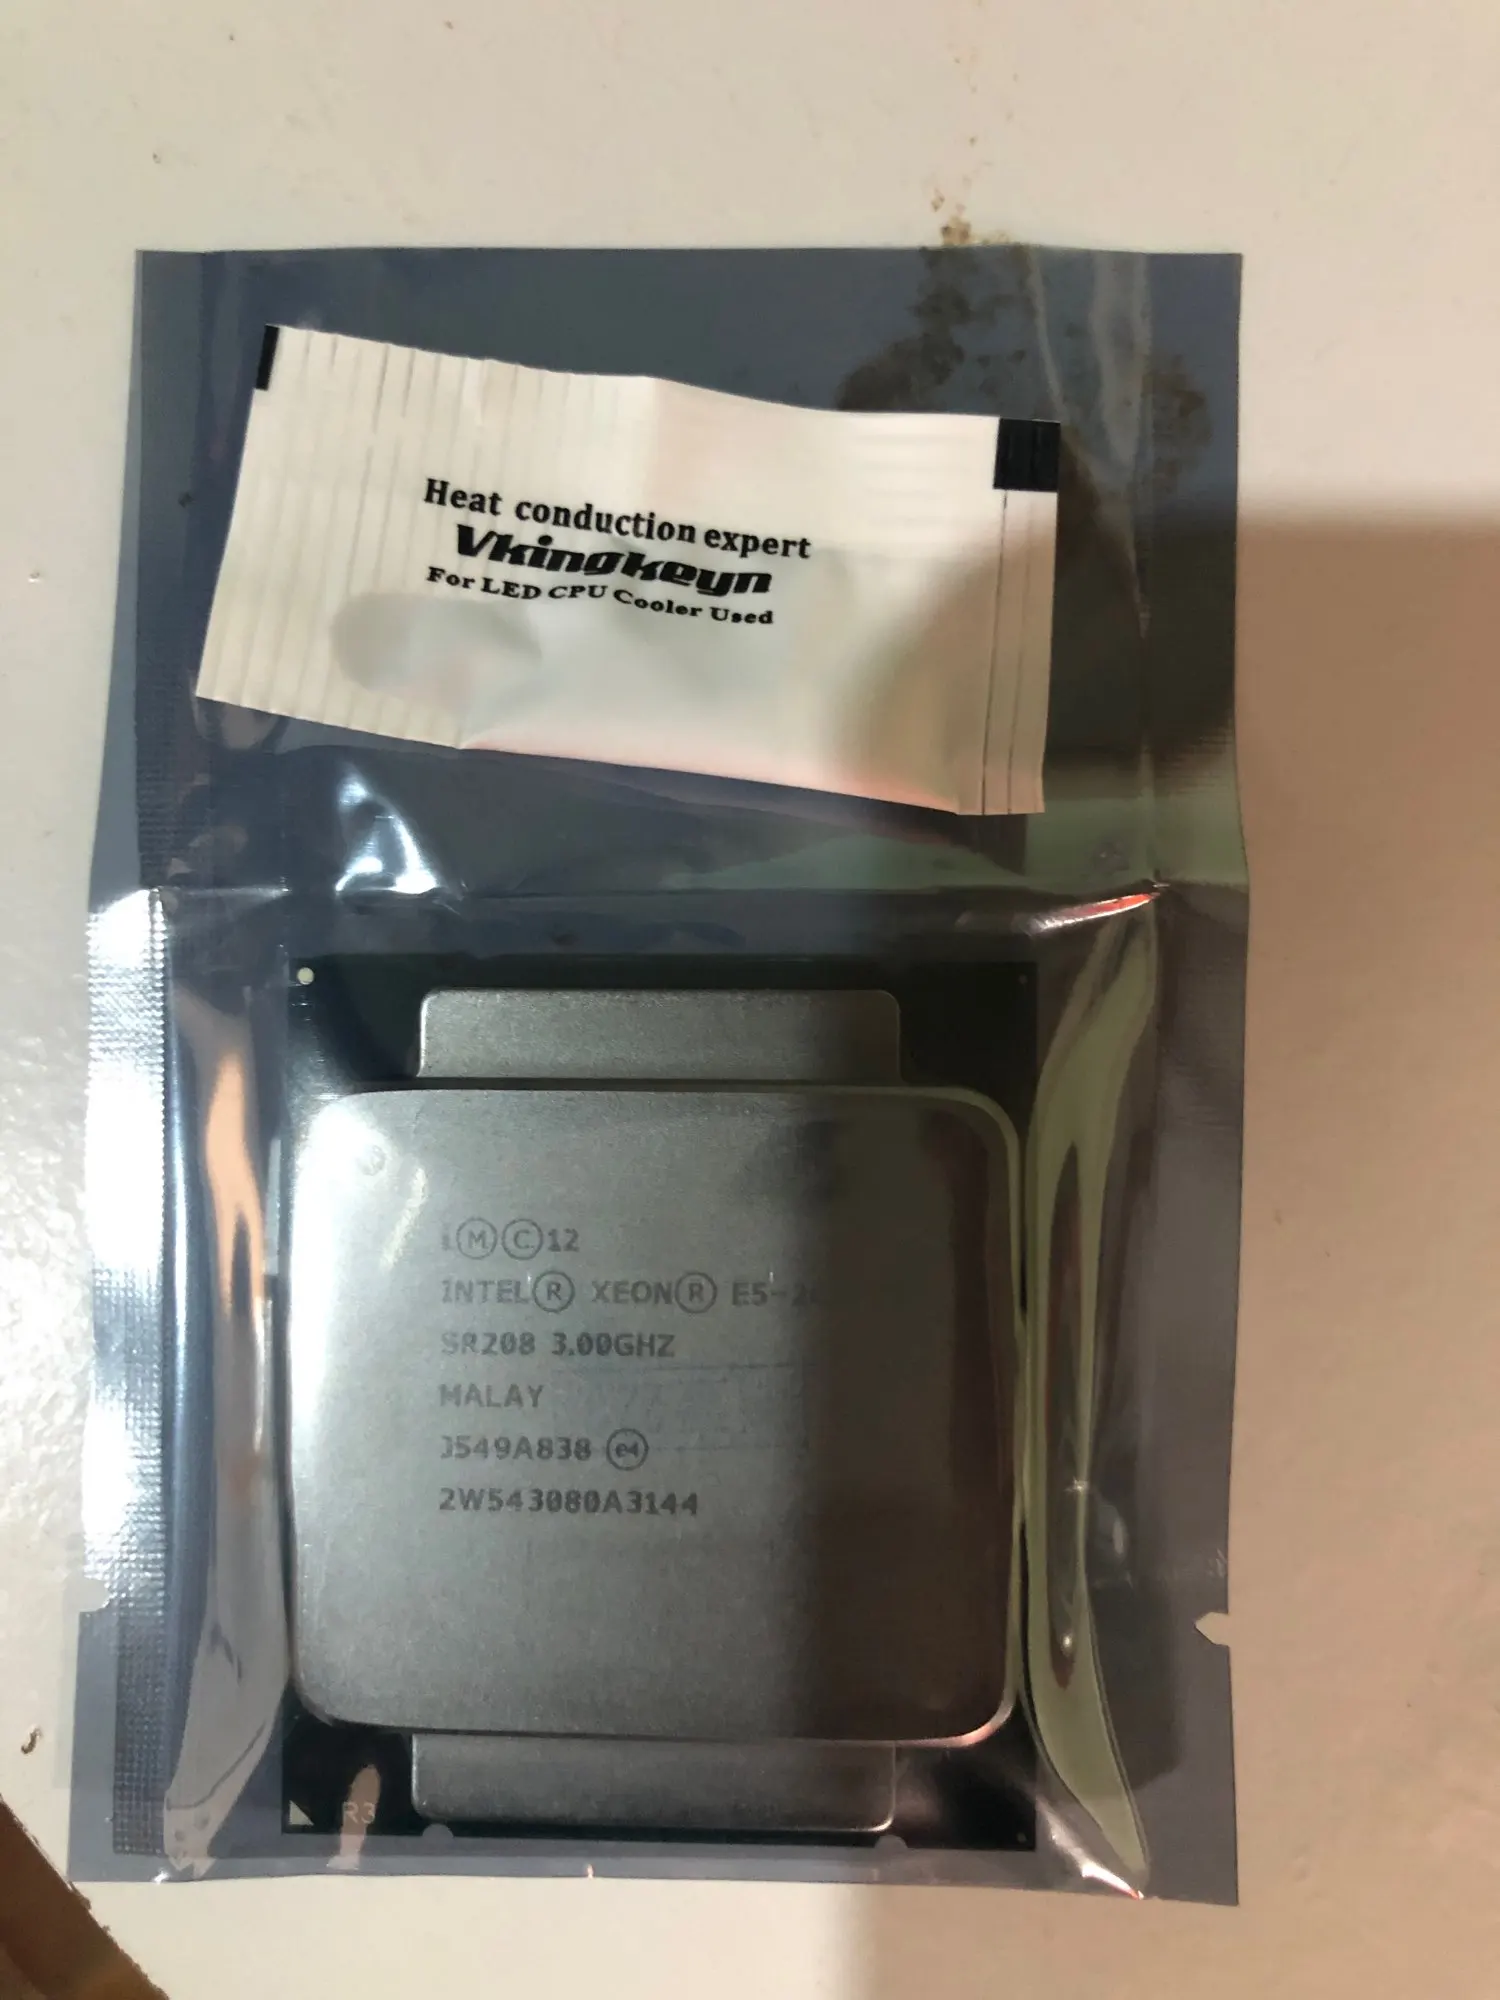 Heat conduction expert
Vkingkeyn
For LED CPU Cooler Used
i Ⓜ Ⓒ 12
INTEL® XEON® E5-2
SR208 3.00GHZ
MALAY
J549A838 e4
2W543080A3144
R3